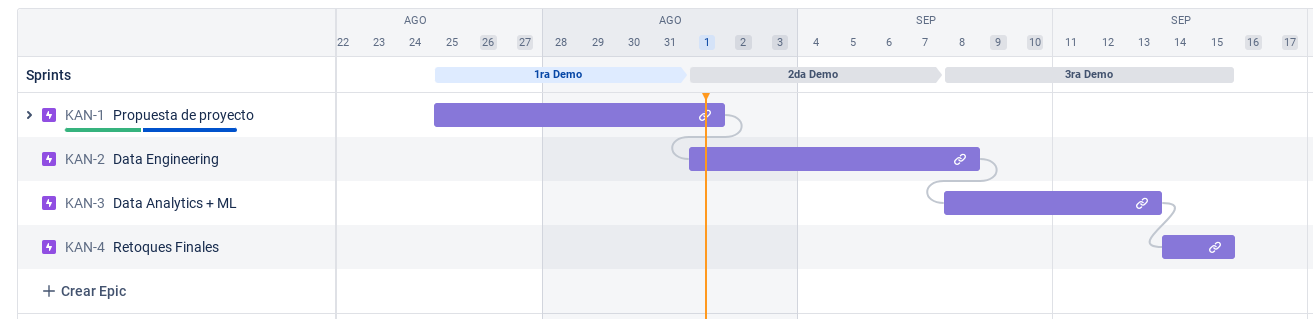 AGO AGO SEP SEP
22 23 24 25 26 27 28 29 30 31 1 2 3 4 5 6 7 8 9 10 11 12 13 14 15 16 17
Sprints 1ra Demo 2da Demo 3ra Demo
KAN-1 Propuesta de proyecto
KAN-2 Data Engineering
KAN-3 Data Analytics + ML
KAN-4 Retoques Finales
+ Crear Epic